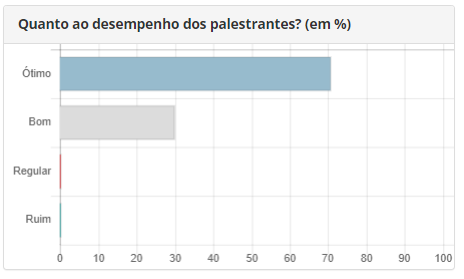 Quanto ao desempenho dos palestrantes? (em %)
Ótimo
Bom
Regular
Ruim
0 10 20 30 40 50 60 70 80 90 100